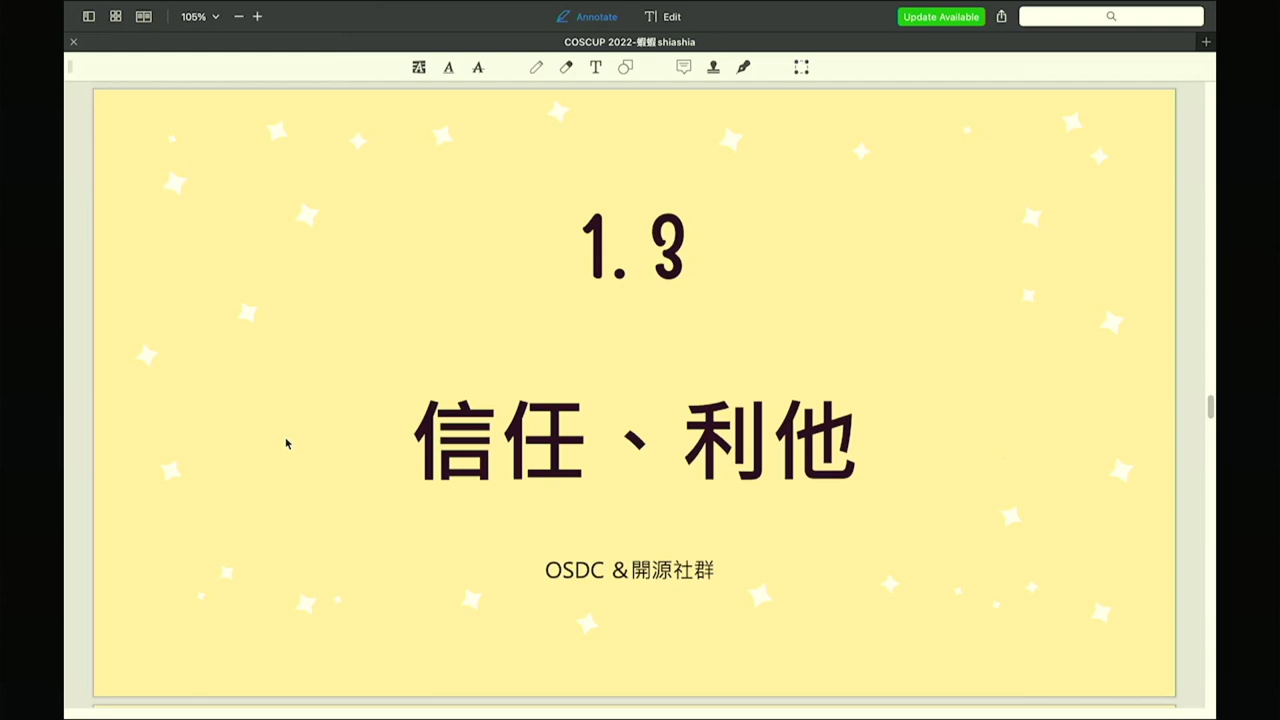 105%
Annotate
T Edit
Update Available
COSCUP 2022-蝦蝦 shiashia
1. 3
信任、利他
OSDC &開源社群